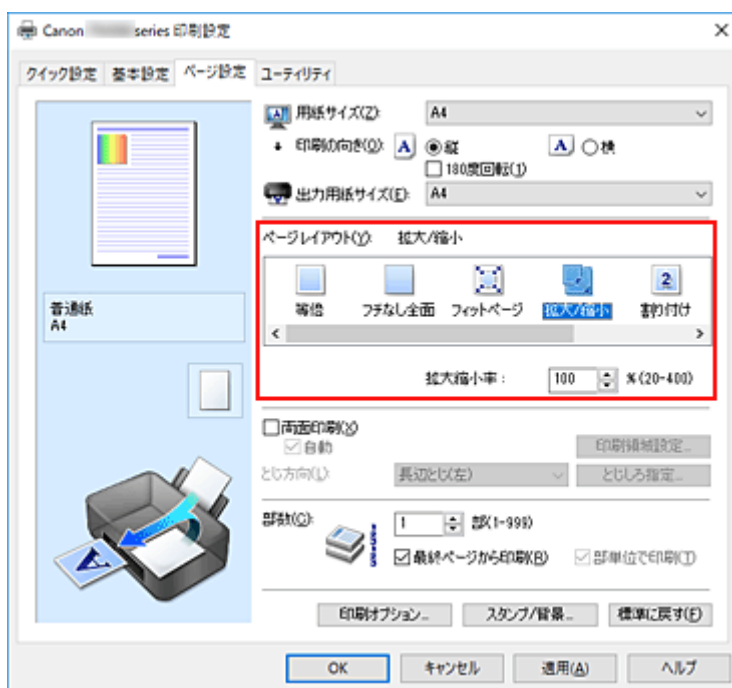 Canon series 印刷設定
クイック設定 基本設定 ページ設定 ユーティリティ
用紙サイズ(Z): A4
印刷の向き(O): A 縦 A 横
180度回転(1)
出力用紙サイズ(E): A4
ページレイアウト(Y): 拡大/縮小
等倍 フチなし全面 フィットページ 拡大/縮小 2 割り付け
拡大縮小率: 100 % (20-400)
普通紙
A4
両面印刷(X)
自動
印刷領域設定...
とじ方向(L): 長辺とじ(左) とじしろ指定...
部数(C): 1 部(1-999)
最終ページから印刷(R) 部単位で印刷(T)
印刷オプション... スタンプ/背景... 標準に戻す(F)
OK キャンセル 適用(A) ヘルプ